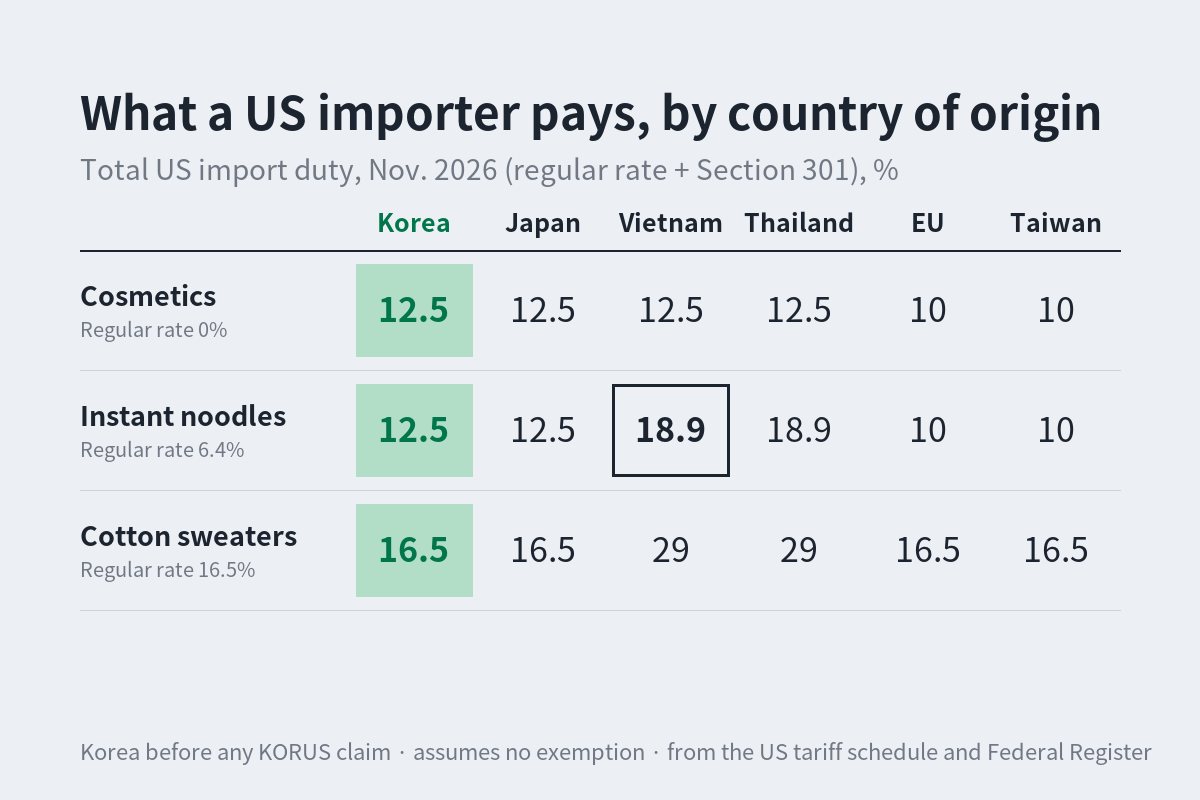 What a US importer pays, by country of origin
Total US import duty, Nov. 2026 (regular rate + Section 301), %
Korea Japan Vietnam Thailand EU Taiwan
Cosmetics 12.5 12.5 12.5 12.5 10 10
Regular rate 0%
Instant noodles 12.5 12.5 18.9 18.9 10 10
Regular rate 6.4%
Cotton sweaters 16.5 16.5 29 29 16.5 16.5
Regular rate 16.5%
Korea before any KORUS claim · assumes no exemption · from the US tariff schedule and Federal Register